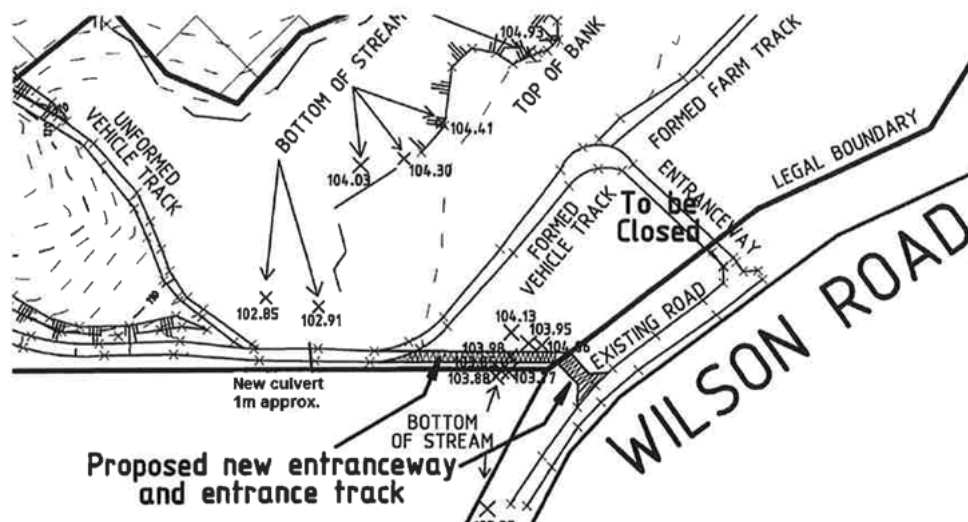 104.93
BOTTOM OF STREAM
TOP OF BANK
FORMED FARM TRACK
UNFORMED
VEHICLE TRACK
BOTTOM OF STREAM
104.41
104.03
104.30
ENTRANCEWAY
LEGAL BOUNDARY
To be
Closed
FORMED
VEHICLE TRACK
WILSON ROAD
102.85
102.91
104.13
103.95
103.98
EXISTING ROAD
103.88
103.77
New culvert
1m approx.
BOTTOM
OF STREAM
Proposed new entranceway
and entrance track